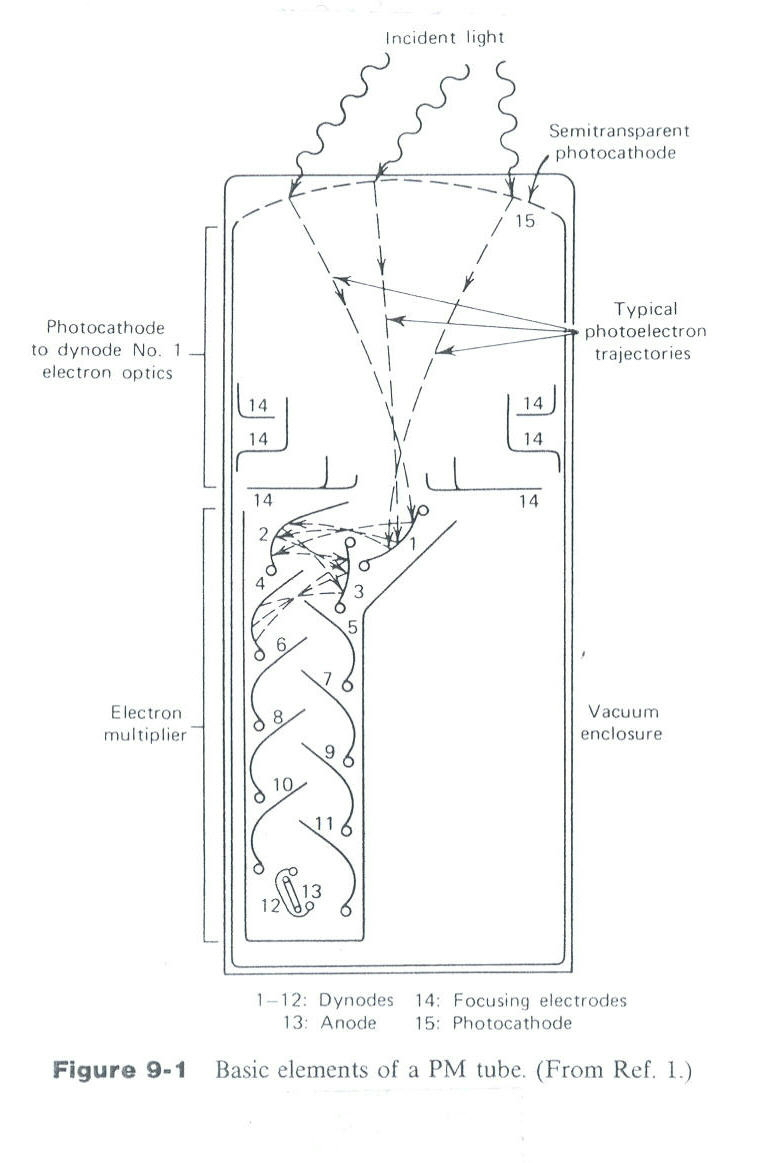 Incident light
Semitransparent
photocathode
15
Photocathode
to dynode No. 1
electron optics
Typical
photoelectron
trajectories
14
14
14
14
14
14
1
2
3
4
5
6
7
8
9
10
11
12
13
Electron
multiplier
Vacuum
enclosure
1–12: Dynodes 14: Focusing electrodes
13: Anode 15: Photocathode
Figure 9-1 Basic elements of a PM tube. (From Ref. 1.)